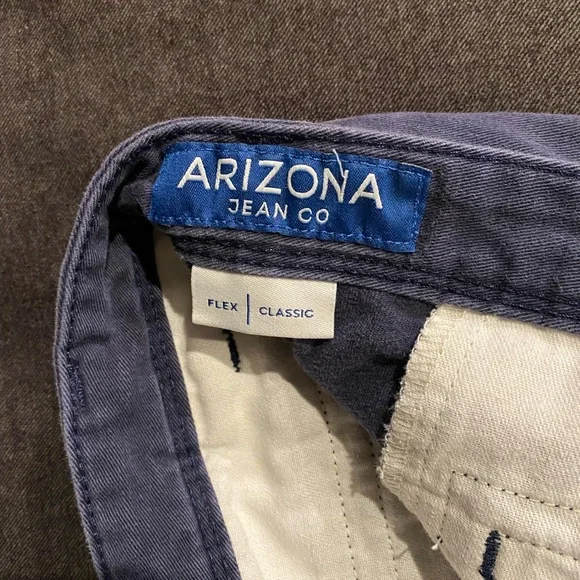 ARIZONA
JEAN CO
FLEX | CLASSIC